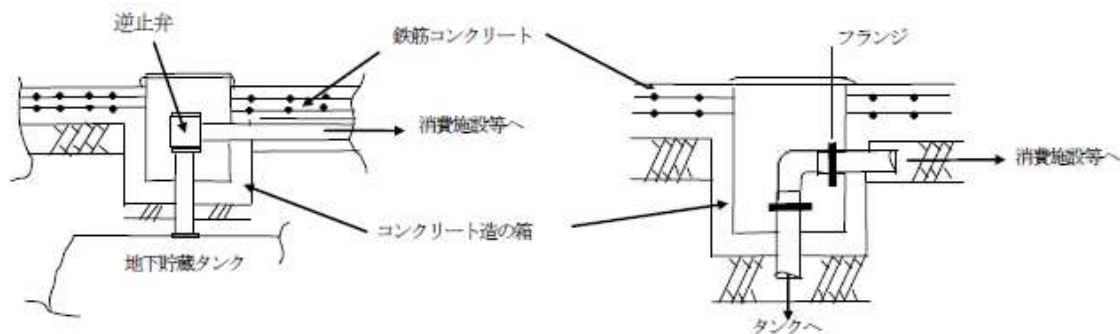 逆止弁
鉄筋コンクリート
フランジ
消費施設等へ
消費施設等へ
コンクリート造の箱
地下貯蔵タンク
タンクへ